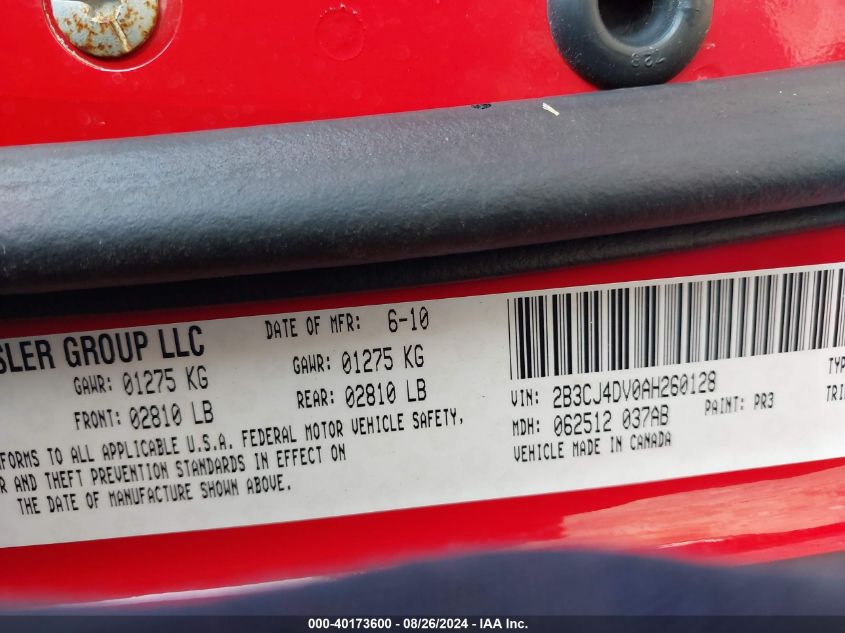 SLER GROUP LLC
DATE OF MFR: 6-10
GAWR: 01275 KG
GAWR: 01275 KG
FRONT: 02810 LB
REAR: 02810 LB
TO ALL APPLICABLE U.S.A. FEDERAL MOTOR VEHICLE SAFETY,
AND THEFT PREVENTION STANDARDS IN EFFECT ON
THE DATE OF MANUFACTURE SHOWN ABOVE.
VIN: 2B3CJ4DV0AH260128
MDH: 062512 037AB
PAINT: PR3
VEHICLE MADE IN CANADA
000-40173600 - 08/26/2024 - IAA Inc.